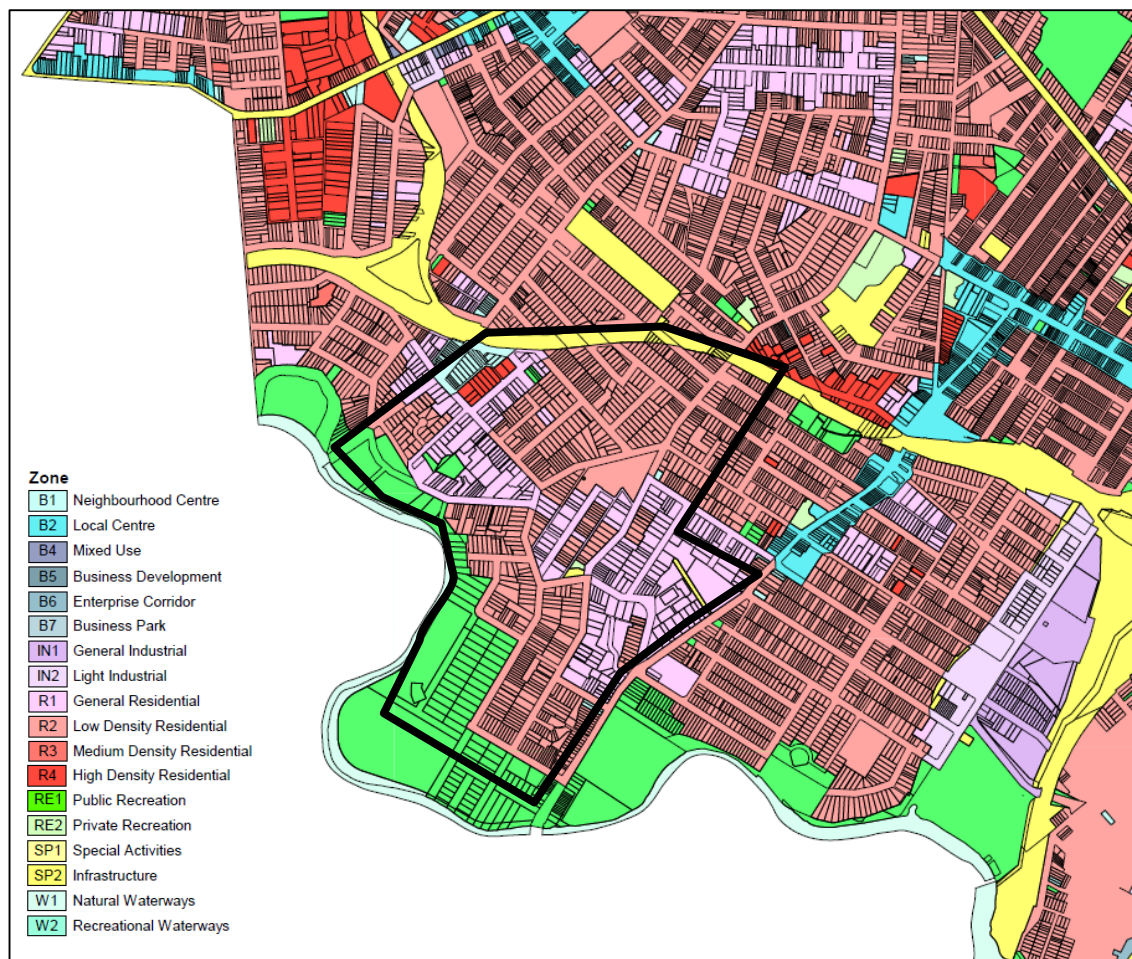 Zone
B1 Neighbourhood Centre
B2 Local Centre
B4 Mixed Use
B5 Business Development
B6 Enterprise Corridor
B7 Business Park
IN1 General Industrial
IN2 Light Industrial
R1 General Residential
R2 Low Density Residential
R3 Medium Density Residential
R4 High Density Residential
RE1 Public Recreation
RE2 Private Recreation
SP1 Special Activities
SP2 Infrastructure
W1 Natural Waterways
W2 Recreational Waterways